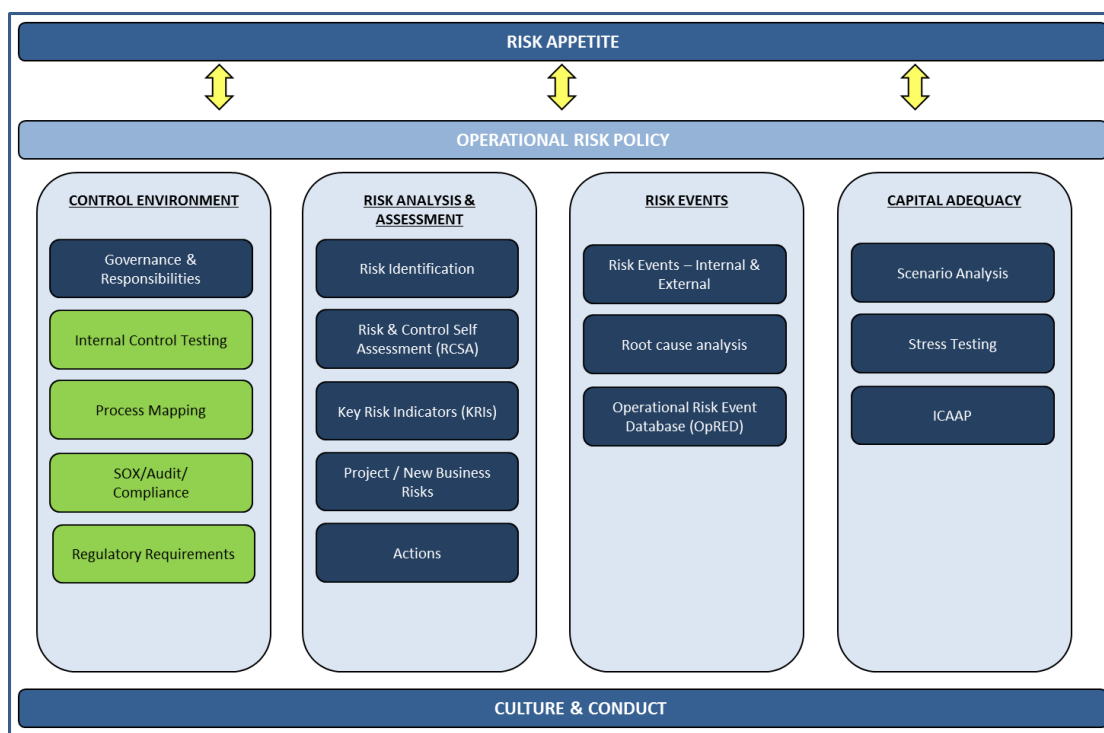 RISK APPETITE
OPERATIONAL RISK POLICY
CONTROL ENVIRONMENT
Governance &
Responsibilities
Internal Control Testing
Process Mapping
SOX/Audit/
Compliance
Regulatory Requirements
RISK ANALYSIS &
ASSESSMENT
Risk Identification
Risk & Control Self
Assessment (RCSA)
Key Risk Indicators (KRIs)
Project / New Business
Risks
Actions
RISK EVENTS
Risk Events – Internal &
External
Root cause analysis
Operational Risk Event
Database (OpRED)
CAPITAL ADEQUACY
Scenario Analysis
Stress Testing
ICAAP
CULTURE & CONDUCT